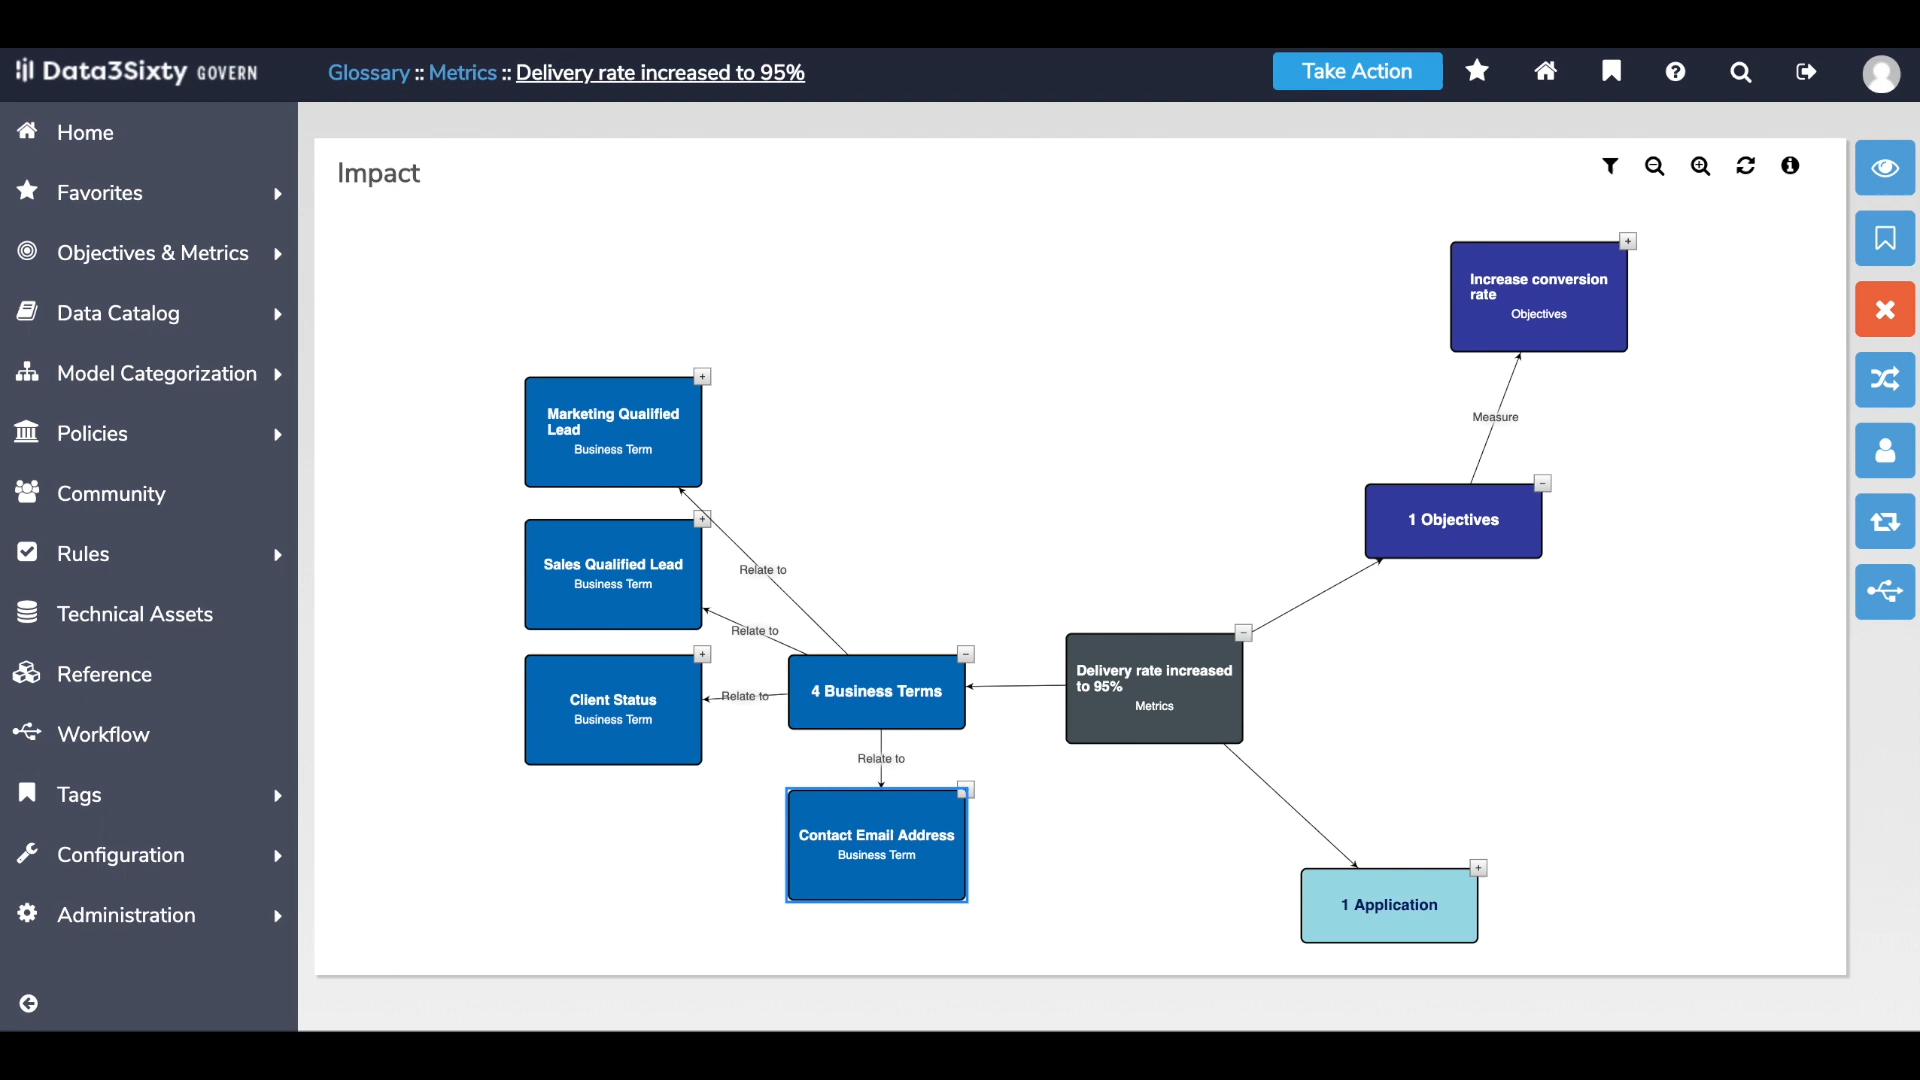 Data3Sixty GOVERN
Glossary :: Metrics :: Delivery rate increased to 95%
Take Action
Home
Favorites
Objectives & Metrics
Data Catalog
Model Categorization
Policies
Community
Rules
Technical Assets
Reference
Workflow
Tags
Configuration
Administration
Impact
Increase conversion
rate
Objectives
Measure
1 Objectives
Marketing Qualified
Lead
Business Term
Relate to
Sales Qualified Lead
Business Term
Relate to
Client Status
Business Term
Relate to
4 Business Terms
Delivery rate increased
to 95%
Metrics
Relate to
Contact Email Address
Business Term
1 Application